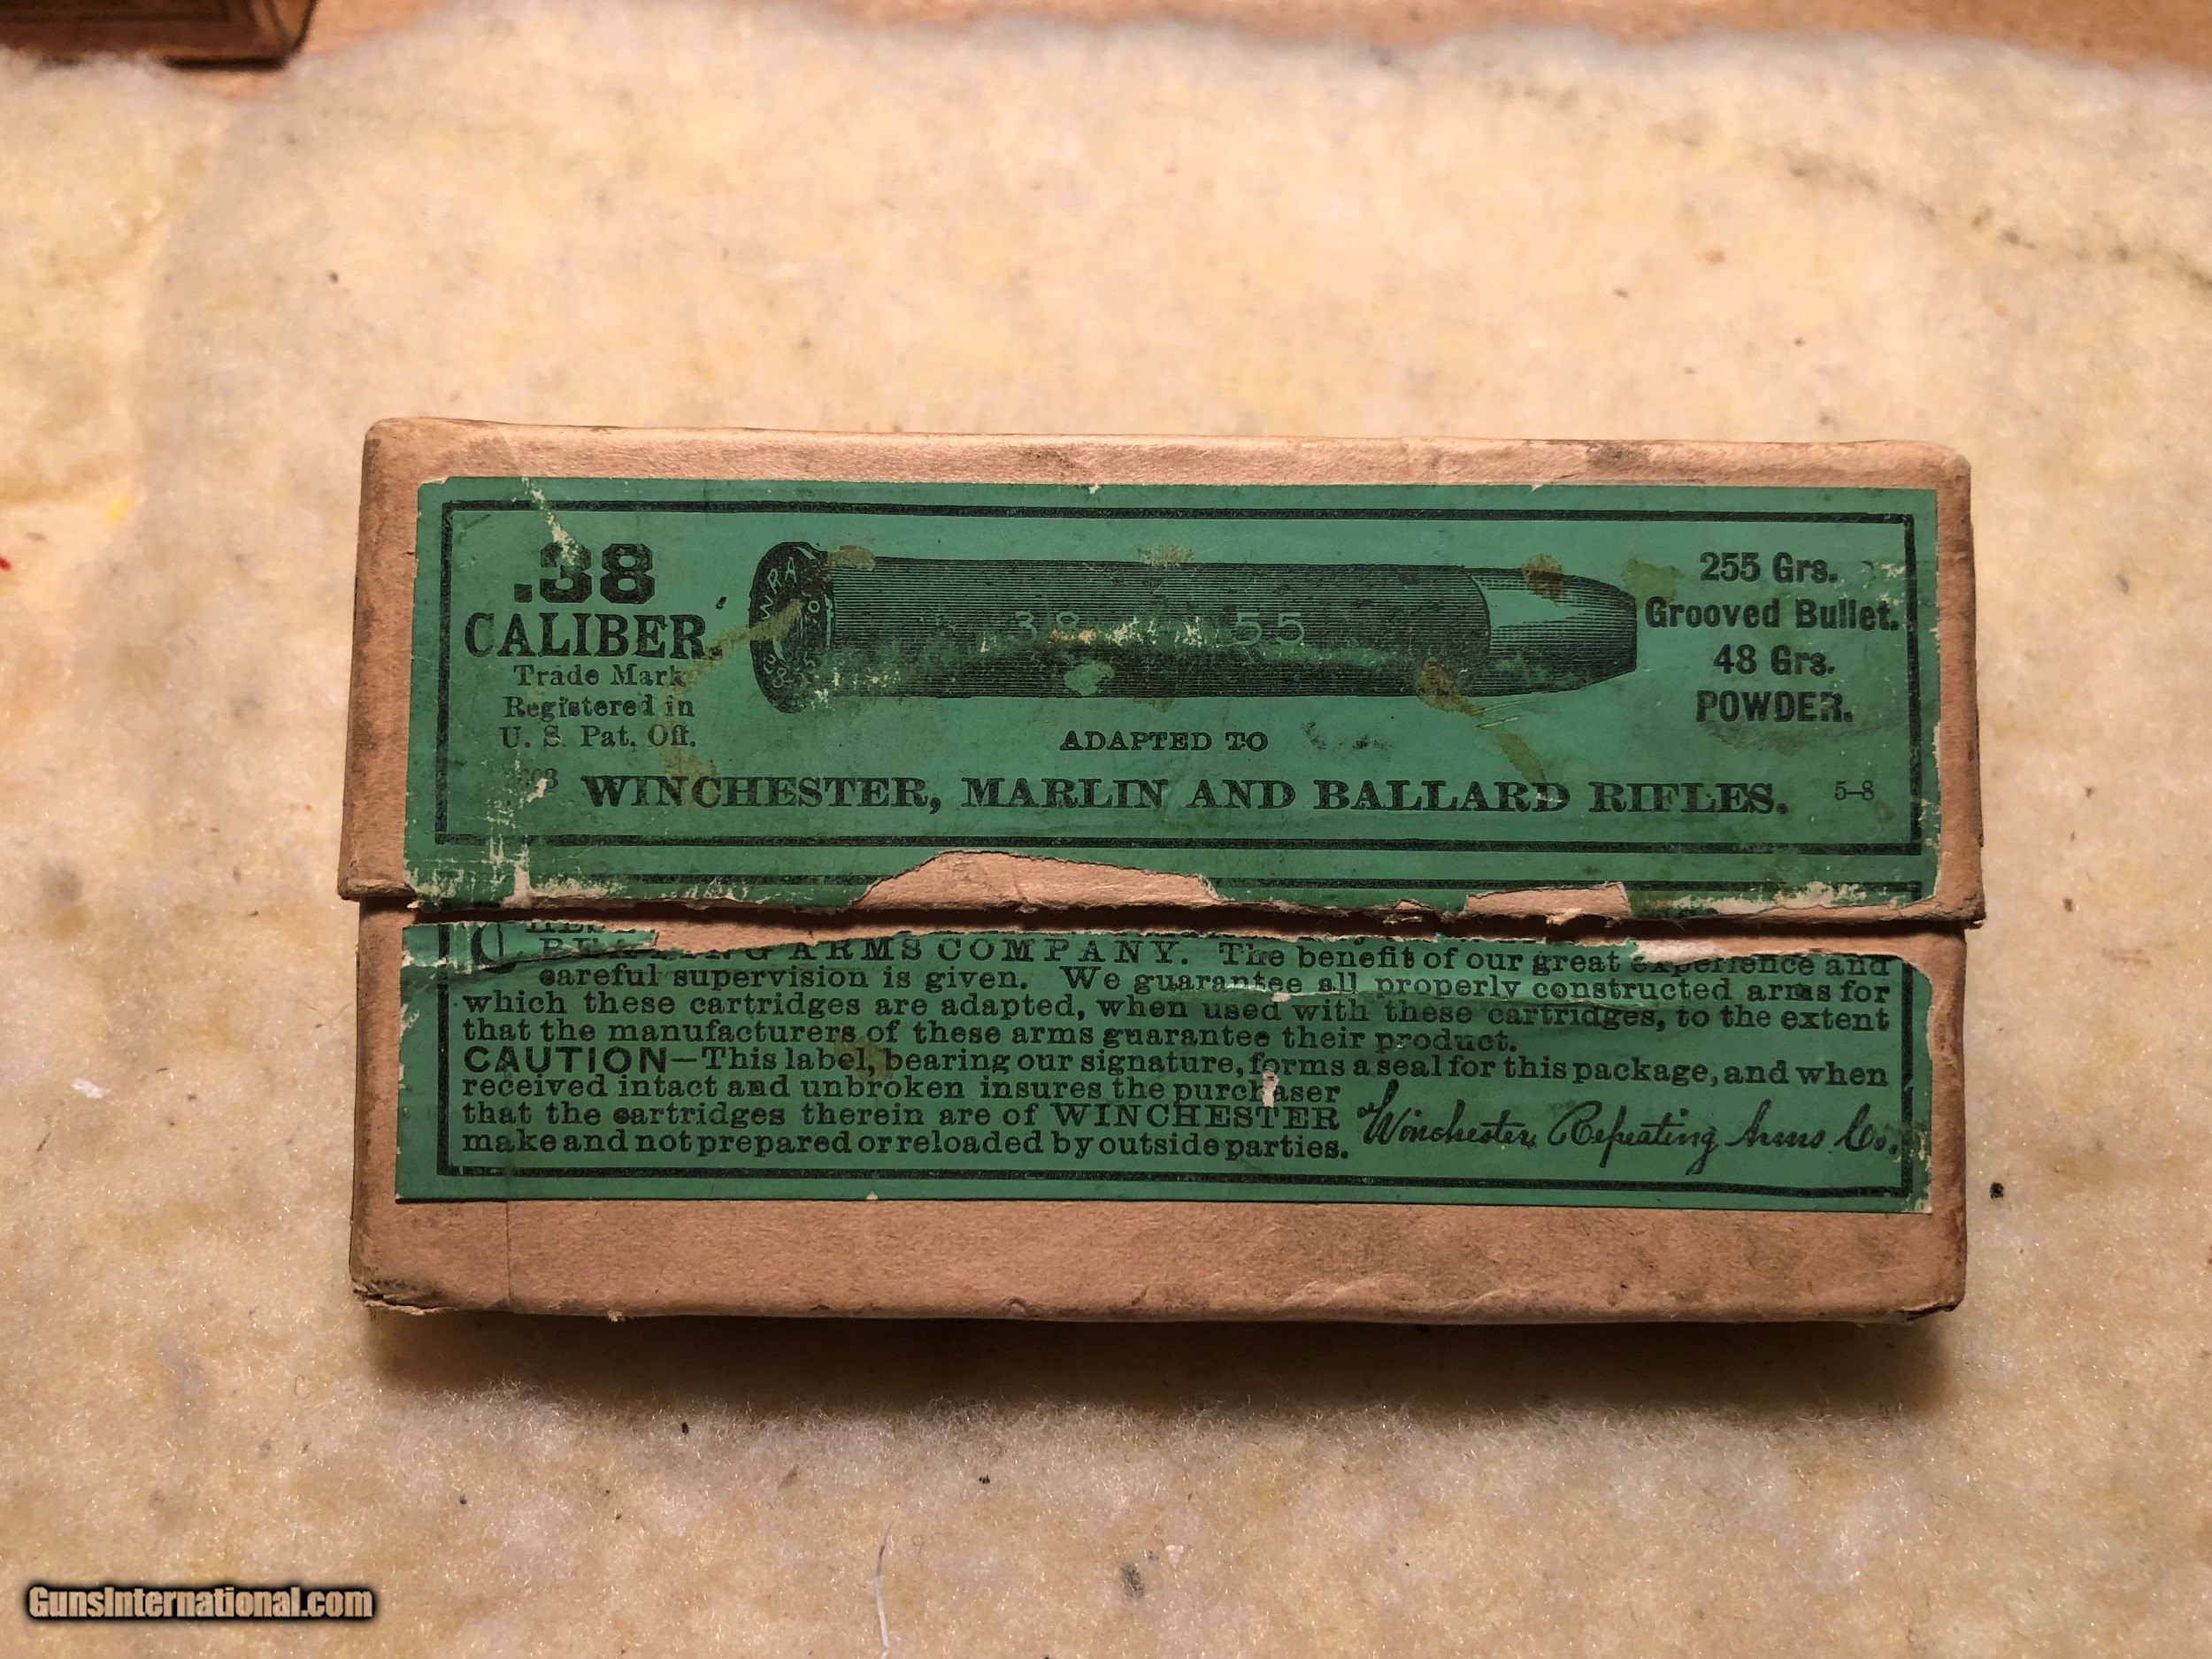 .38
CALIBER.
Trade Mark
Registered in
U. S. Pat. Off.
W.R.A.
38 55
255 Grs.
Grooved Bullet.
48 Grs.
POWDER.
ADAPTED TO
WINCHESTER, MARLIN AND BALLARD RIFLES.
5-8
ARMS COMPANY. The benefit of our great experience and
careful supervision is given. We guarantee all properly constructed arms for
which these cartridges are adapted, when used with these cartridges, to the extent
that the manufacturers of these arms guarantee their product.
CAUTION—This label, bearing our signature, forms a seal for this package, and when
received intact and unbroken insures the purchaser
that the cartridges therein are of WINCHESTER
make and not prepared or reloaded by outside parties.
Winchester Repeating Arms Co.
GunsInternational.com